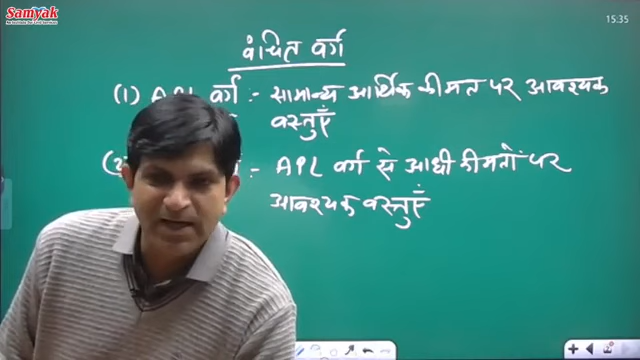 Samyak
15:35
वंचित वर्ग
(1) APL वर्ग :- सामान्य आर्थिक कीमत पर आवश्यक
वस्तुएँ
:- APL वर्ग से आधी कीमतों पर
आवश्यक वस्तुएँ